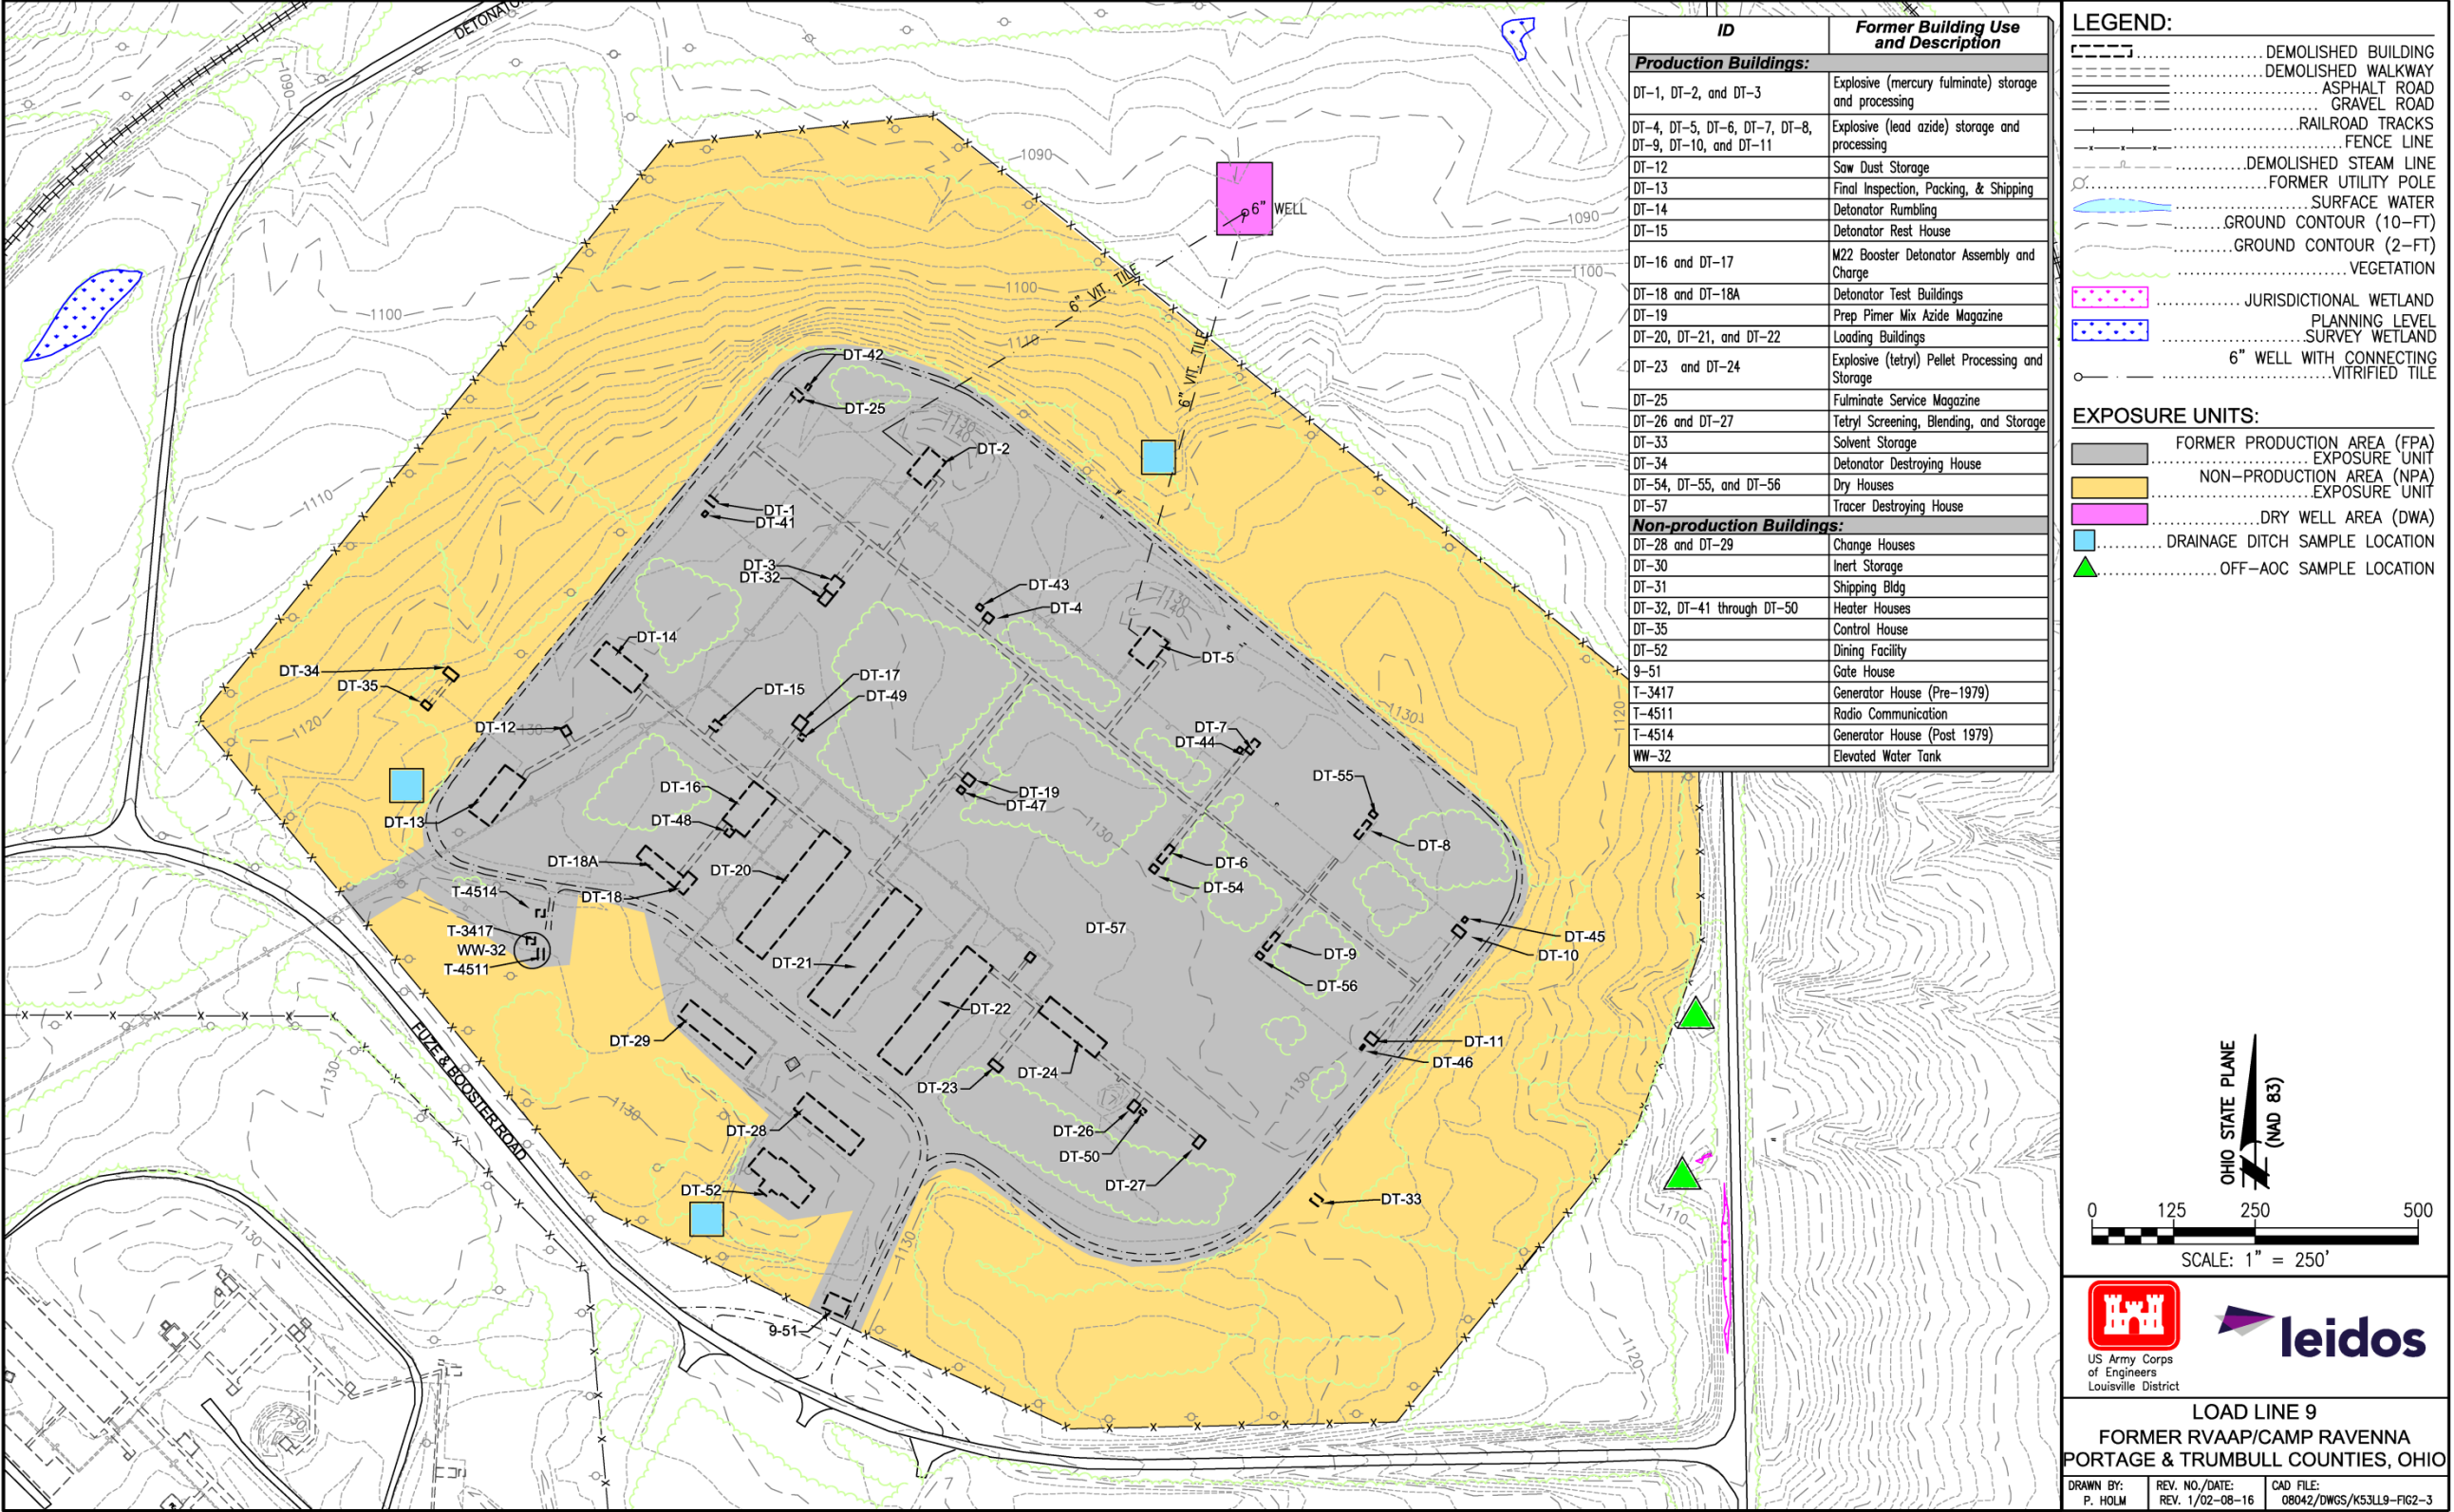 ID
Former Building Use
and Description
Production Buildings:
DT-1, DT-2, and DT-3
Explosive (mercury fulminate) storage
and processing
DT-4, DT-5, DT-6, DT-7, DT-8,
DT-9, DT-10, and DT-11
Explosive (lead azide) storage and
processing
DT-12
Saw Dust Storage
DT-13
Final Inspection, Packing, & Shipping
DT-14
Detonator Rumbling
DT-15
Detonator Rest House
DT-16 and DT-17
M22 Booster Detonator Assembly and
Charge
DT-18 and DT-18A
Detonator Test Buildings
DT-19
Prep Pimer Mix Azide Magazine
DT-20, DT-21, and DT-22
Loading Buildings
DT-23 and DT-24
Explosive (tetryl) Pellet Processing and
Storage
DT-25
Fulminate Service Magazine
DT-26 and DT-27
Tetryl Screening, Blending, and Storage
DT-33
Solvent Storage
DT-34
Detonator Destroying House
DT-54, DT-55, and DT-56
Dry Houses
DT-57
Tracer Destroying House
Non-production Buildings:
DT-28 and DT-29
Change Houses
DT-30
Inert Storage
DT-31
Shipping Bldg
DT-32, DT-41 through DT-50
Heater Houses
DT-35
Control House
DT-52
Dining Facility
9-51
Gate House
T-3417
Generator House (Pre-1979)
T-4511
Radio Communication
T-4514
Generator House (Post 1979)
WW-32
Elevated Water Tank
LEGEND:
DEMOLISHED BUILDING
DEMOLISHED WALKWAY
ASPHALT ROAD
GRAVEL ROAD
RAILROAD TRACKS
FENCE LINE
DEMOLISHED STEAM LINE
FORMER UTILITY POLE
SURFACE WATER
GROUND CONTOUR (10-FT)
GROUND CONTOUR (2-FT)
VEGETATION
JURISDICTIONAL WETLAND
PLANNING LEVEL
SURVEY WETLAND
6" WELL WITH CONNECTING
VITRIFIED TILE
EXPOSURE UNITS:
FORMER PRODUCTION AREA (FPA)
EXPOSURE UNIT
NON-PRODUCTION AREA (NPA)
EXPOSURE UNIT
DRY WELL AREA (DWA)
DRAINAGE DITCH SAMPLE LOCATION
OFF-AOC SAMPLE LOCATION
OHIO STATE PLANE
(NAD 83)
0 125 250 500
SCALE: 1" = 250'
US Army Corps
of Engineers
Louisville District
leidos
LOAD LINE 9
FORMER RVAAP/CAMP RAVENNA
PORTAGE & TRUMBULL COUNTIES, OHIO
DRAWN BY:
P. HOLM
REV. NO./DATE:
REV. 1/02-08-16
CAD FILE:
08042/DWGS/K53LL9-FIG2-3
1090
1090
1090
6" WELL
6" VIT. TILE
6" VIT. TILE
1100
1100
1100
1110
1110
1130
1140
DT-42
DT-25
DT-2
DT-1
DT-41
DT-3
DT-32
DT-43
DT-4
1130
1140
DT-14
DT-5
DT-34
DT-35
DT-17
DT-15
DT-49
1120
1130
1120
DT-12
1130
DT-7
DT-44
DT-55
DT-16
DT-19
DT-47
DT-13
DT-48
1130
DT-8
DT-18A
DT-20
DT-6
T-4514
DT-18
DT-54
DT-57
T-3417
WW-32
T-4511
DT-45
DT-10
DT-21
DT-9
DT-56
DT-22
DT-29
DT-11
DT-46
DT-24
DT-23
1130
1130
FUZE & BOOSTER ROAD
1130
DT-28
DT-26
DT-50
DT-27
DT-52
DT-33
1110
1130
1130
9-51
1120
1130